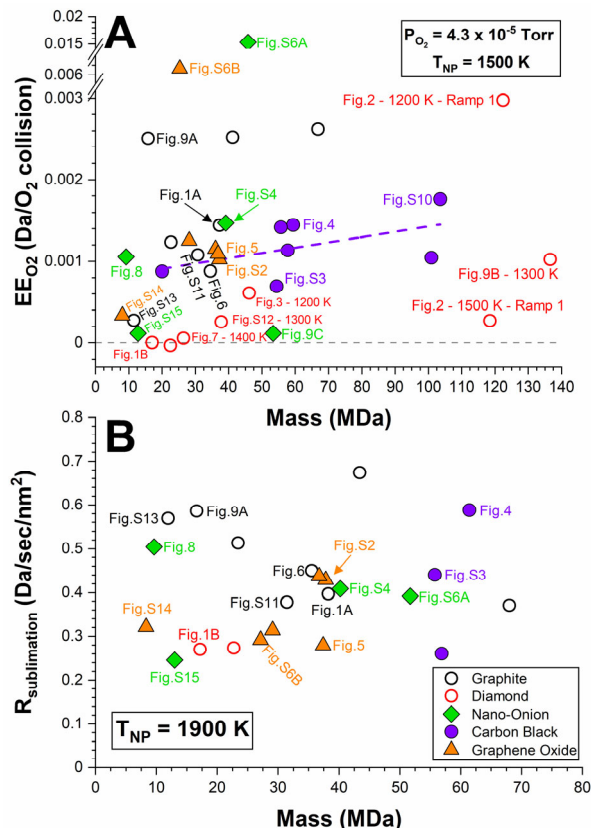 A
P_O2 = 4.3 x 10^-5 Torr
T_NP = 1500 K
0.02
0.015
0.006
0.003
0.002
0.001
0
EE_O2 (Da/O2 collision)
Fig.S6A
Fig.S6B
Fig.2 - 1200 K - Ramp 1
Fig.9A
Fig.1A
Fig.S4
Fig.S10
Fig.4
Fig.8
Fig.5
Fig.S2
Fig.S11
Fig.6
Fig.S3
Fig.9B - 1300 K
Fig.3 - 1200 K
Fig.2 - 1500 K - Ramp 1
Fig.S14
Fig.S13
Fig.S15
Fig.S12 - 1300 K
Fig.1B
Fig.7 - 1400 K
Fig.9C
0 10 20 30 40 50 60 70 80 90 100 110 120 130 140
Mass (MDa)
B
0.8
0.7
0.6
0.5
0.4
0.3
0.2
0.1
0
R_sublimation (Da/sec/nm^2)
Fig.S13
Fig.9A
Fig.4
Fig.8
Fig.S2
Fig.6
Fig.S3
Fig.S4
Fig.S6A
Fig.S11
Fig.1A
Fig.S14
Fig.1B
Fig.S6B
Fig.5
Fig.S15
T_NP = 1900 K
Graphite
Diamond
Nano-Onion
Carbon Black
Graphene Oxide
0 10 20 30 40 50 60 70 80
Mass (MDa)